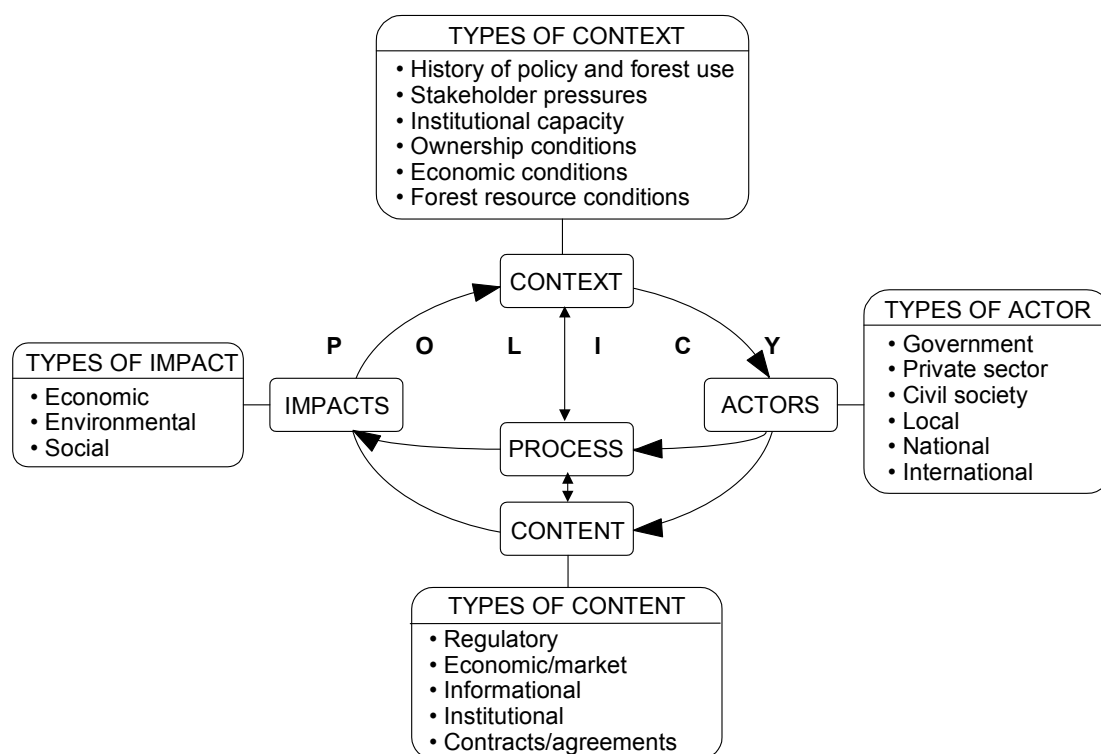 TYPES OF CONTEXT
• History of policy and forest use
• Stakeholder pressures
• Institutional capacity
• Ownership conditions
• Economic conditions
• Forest resource conditions
CONTEXT
P O L I C Y
TYPES OF IMPACT
• Economic
• Environmental
• Social
IMPACTS
ACTORS
TYPES OF ACTOR
• Government
• Private sector
• Civil society
• Local
• National
• International
PROCESS
CONTENT
TYPES OF CONTENT
• Regulatory
• Economic/market
• Informational
• Institutional
• Contracts/agreements